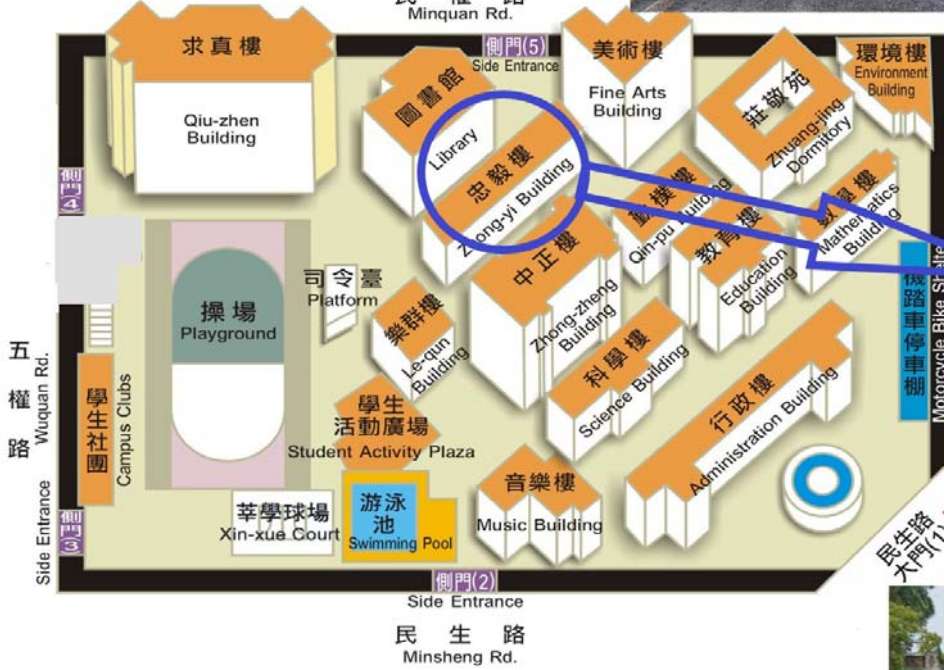 民 權 路
Minquan Rd.
求真樓
Qiu-zhen
Building
圖書館
Library
側門(5)
Side Entrance
美術樓
Fine Arts
Building
莊敬苑
Zhuang-jing
Dormitory
環境樓
Environment
Building
忠毅樓
Zhong-yi Building
勤樸樓
Qin-pu Building
教育樓
Education
Building
數學樓
Mathematics
Building
側門
4
操場
Playground
司令臺
Platform
樂群樓
Le-qun
Building
中正樓
Zhong-zheng
Building
科學樓
Science Building
行政樓
Administration Building
機踏車停車棚
Motorcycle Bike
五權路
Wuquan Rd.
學生社團
Campus Clubs
學生
活動廣場
Student Activity Plaza
莘學球場
Xin-xue Court
游泳
池
Swimming Pool
音樂樓
Music Building
側門
3
Side Entrance
側門(2)
Side Entrance
民 生 路
Minsheng Rd.
民生路
大門(1